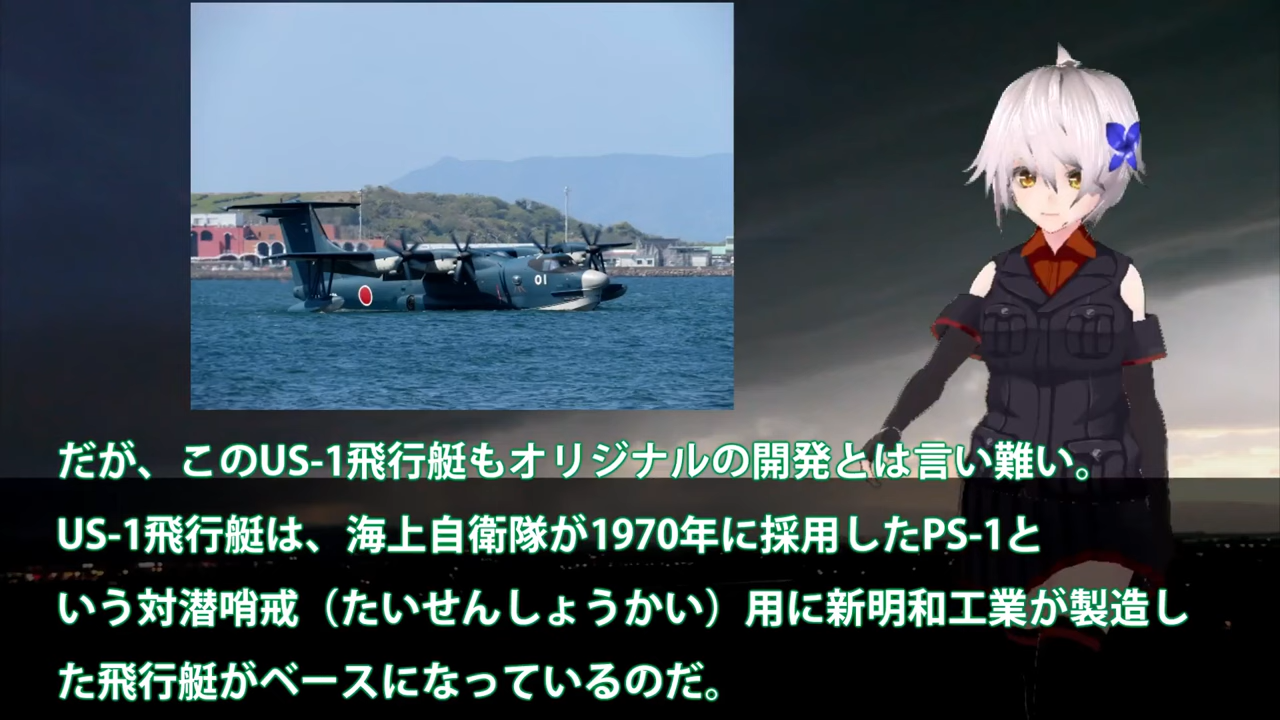 01
だが、このUS-1飛行艇もオリジナルの開発とは言い難い。
US-1飛行艇は、海上自衛隊が1970年に採用したPS-1と
いう対潜哨戒（たいせんしょうかい）用に新明和工業が製造し
た飛行艇がベースになっているのだ。